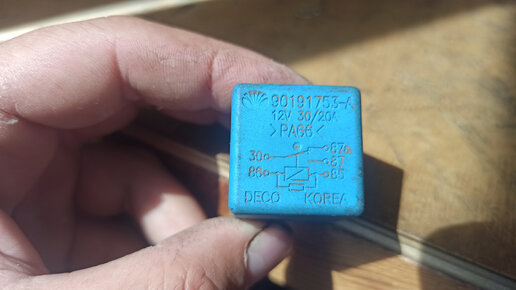 90191753-A
12V 30/20A
>PA66<
30 87a
87
86 85
DECO KOREA